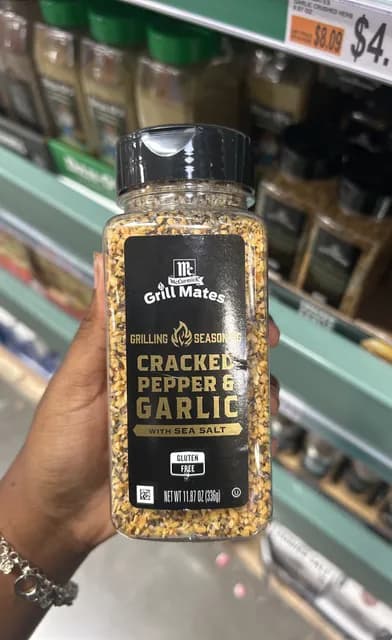 $8.09
$4.
M
McCormick
Grill Mates
GRILLING SEASONING
CRACKED
PEPPER &
GARLIC
WITH SEA SALT
GLUTEN
FREE
NET WT 11.87 OZ (336g)
U